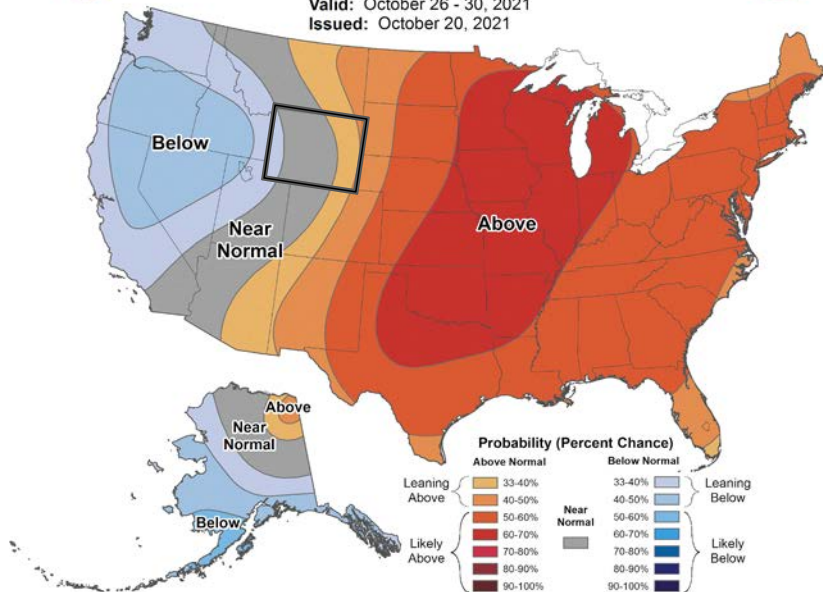 Valid: October 26 - 30, 2021
Issued: October 20, 2021
Below
Near
Normal
Above
Above
Near
Normal
Below
Probability (Percent Chance)
Above Normal
Below Normal
Leaning
Above
33-40%
40-50%
Likely
Above
50-60%
60-70%
70-80%
80-90%
90-100%
Near
Normal
33-40%
40-50%
Leaning
Below
50-60%
60-70%
70-80%
80-90%
90-100%
Likely
Below